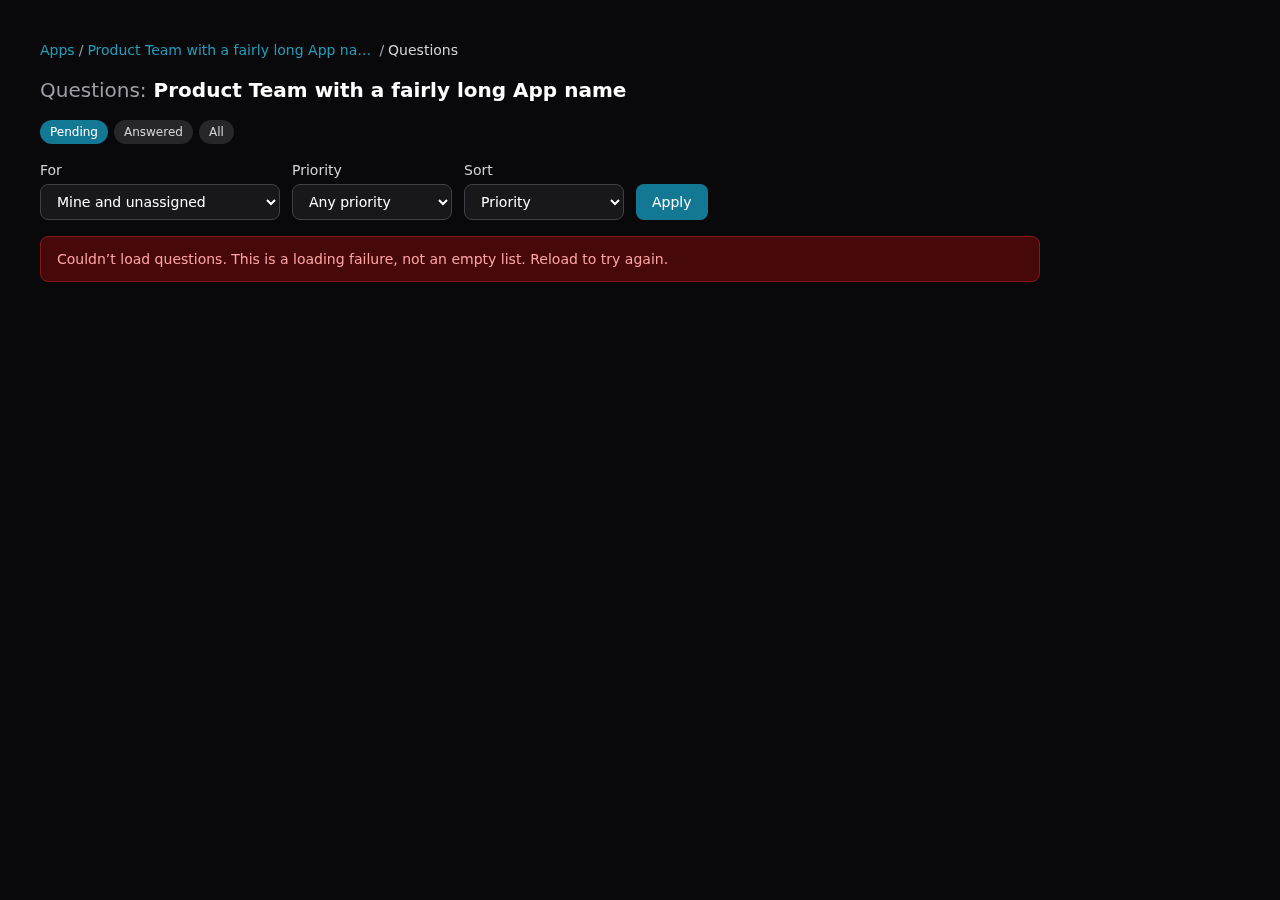 Apps / Product Team with a fairly long App na… / Questions
Questions: Product Team with a fairly long App name
Pending Answered All
For Priority Sort
Mine and unassigned Any priority Priority Apply
Couldn’t load questions. This is a loading failure, not an empty list. Reload to try again.